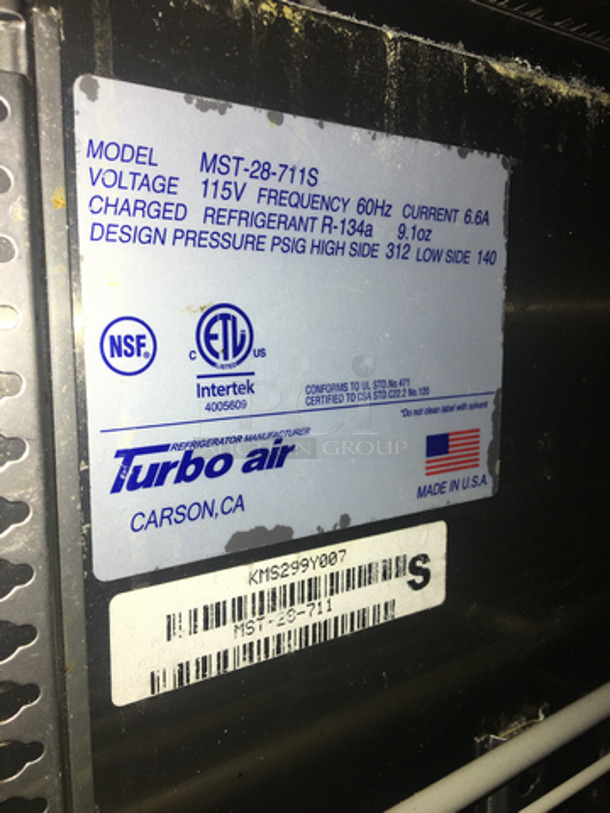 MODEL MST-28-711S
VOLTAGE 115V FREQUENCY 60Hz CURRENT 6.6A
CHARGED REFRIGERANT R-134a 9.1oz
DESIGN PRESSURE PSIG HIGH SIDE 312 LOW SIDE 140
NSF®
C ETL US
Intertek
4005609
CONFORMS TO UL STD.No.471
CERTIFIED TO CSA STD.C22.2 No.120
*Do not clean label with solvent
REFRIGERATOR MANUFACTURER
Turbo air
AUCTION GROUP
CARSON, CA
MADE IN U.S.A.
KMS299Y007
S
MST-28-711